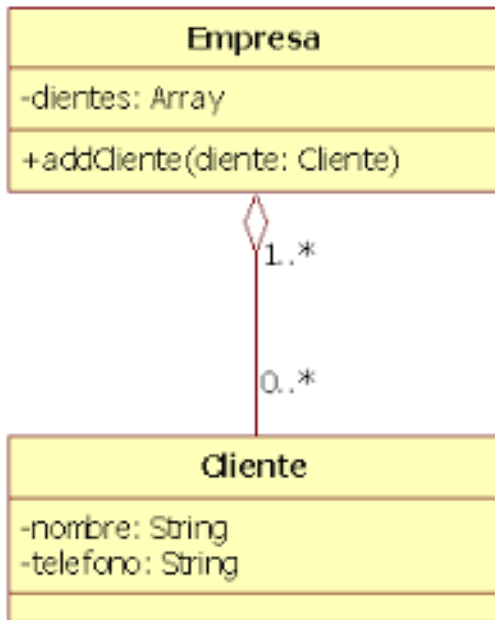 Empresa
-clientes: Array
+addCliente(cliente: Cliente)
1..*
0..*
Cliente
-nombre: String
-telefono: String